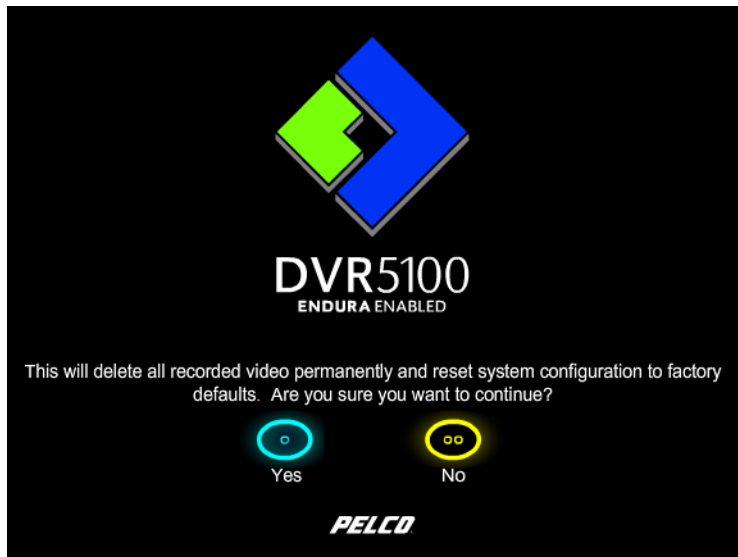 DVR5100
ENDURA ENABLED
This will delete all recorded video permanently and reset system configuration to factory
defaults. Are you sure you want to continue?
Yes No
PELCO